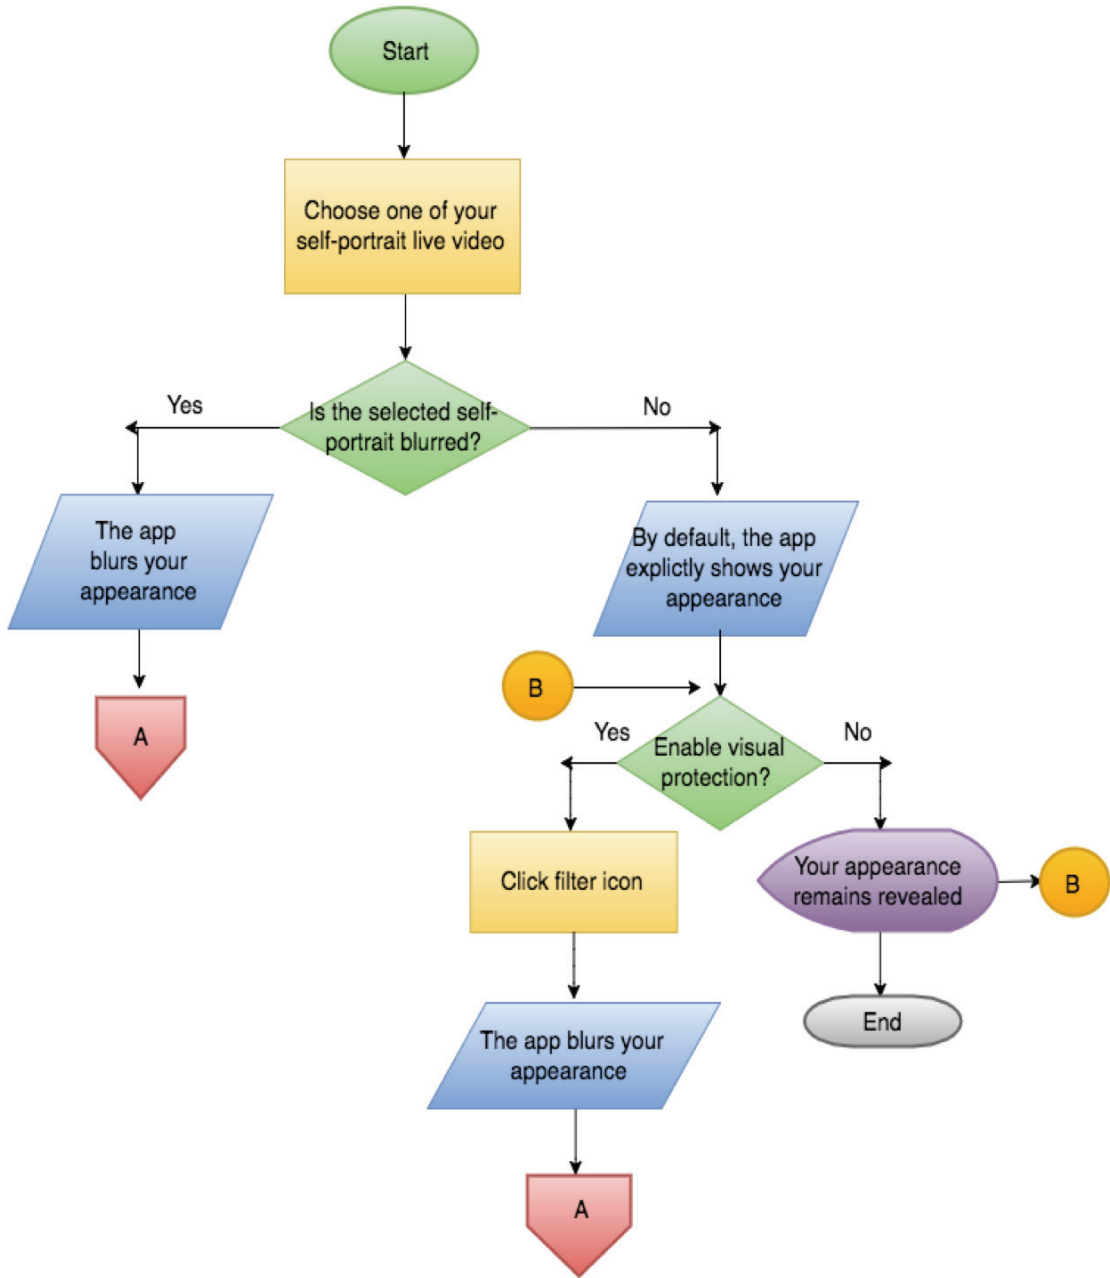 Start
Choose one of your
self-portrait live video
Is the selected self-
portrait blurred?
Yes
No
The app
blurs your
appearance
By default, the app
explictly shows your
appearance
A
B
Enable visual
protection?
Yes
No
Click filter icon
Your appearance
remains revealed
B
The app blurs your
appearance
End
A